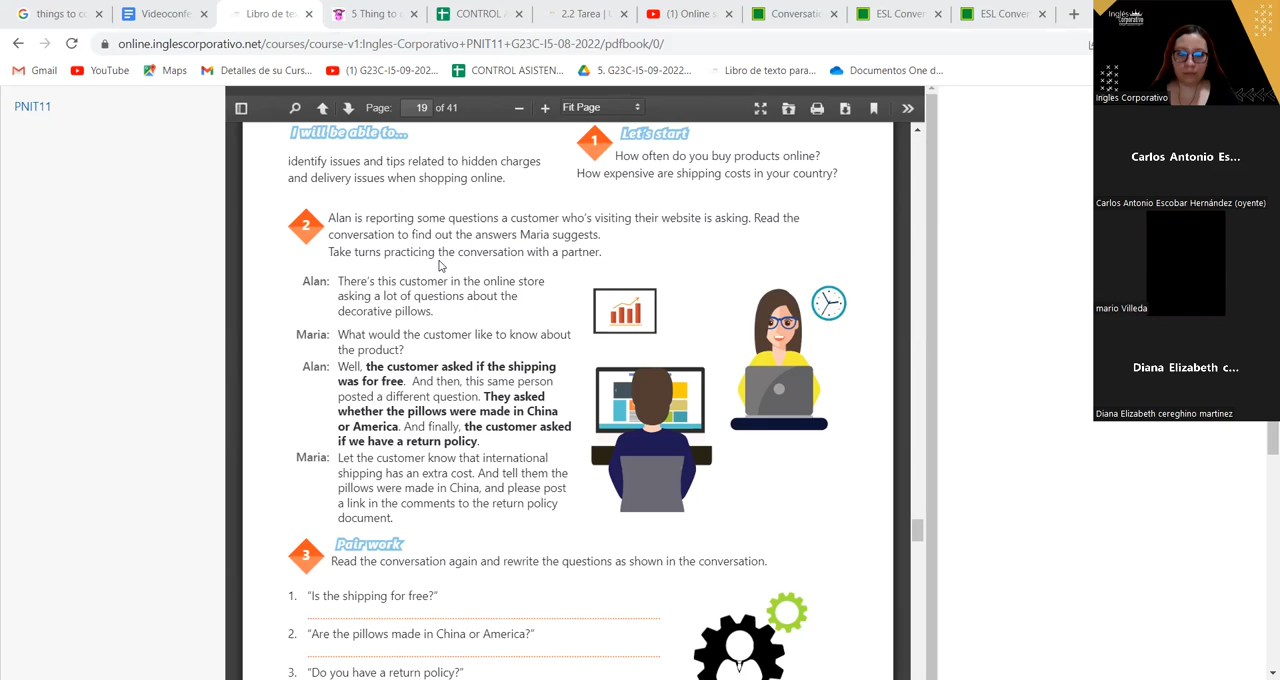 things to ca
Videoconfe
Libro de tex
5 Thing to c
CONTROL A
2.2 Tarea | G
(1) Online s
Conversatio
ESL Conver
ESL Conver
online.inglescorporativo.net/courses/course-v1:Ingles-Corporativo+PNIT11+G23C-I5-08-2022/pdfbook/0/
Gmail
YouTube
Maps
Detalles de su Curs...
(1) G23C-I5-09-202...
CONTROL ASISTEN...
5. G23C-I5-09-2022...
Libro de texto para...
Documentos One d...
PNIT11
Page: 19 of 41
Fit Page
I will be able to...
identify issues and tips related to hidden charges
and delivery issues when shopping online.
1 Let's start
How often do you buy products online?
How expensive are shipping costs in your country?
2 Alan is reporting some questions a customer who's visiting their website is asking. Read the
conversation to find out the answers Maria suggests.
Take turns practicing the conversation with a partner.
Alan: There's this customer in the online store
asking a lot of questions about the
decorative pillows.
Maria: What would the customer like to know about
the product?
Alan: Well, the customer asked if the shipping
was for free. And then, this same person
posted a different question. They asked
whether the pillows were made in China
or America. And finally, the customer asked
if we have a return policy.
Maria: Let the customer know that international
shipping has an extra cost. And tell them the
pillows were made in China, and please post
a link in the comments to the return policy
document.
3 Pair work
Read the conversation again and rewrite the questions as shown in the conversation.
1. “Is the shipping for free?”
2. “Are the pillows made in China or America?”
3. “Do you have a return policy?”
Inglés
Corporativo
Ingles Corporativo
Carlos Antonio Es...
Carlos Antonio Escobar Hernández (oyente)
mario Villeda
Diana Elizabeth c...
Diana Elizabeth cereghino martinez